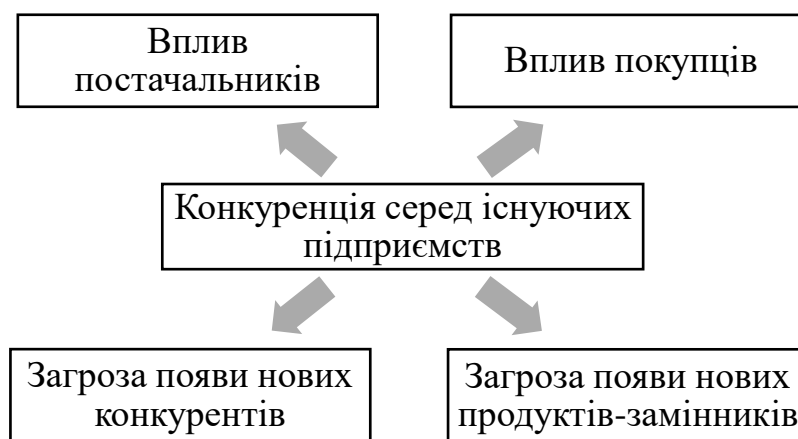 Вплив
постачальників
Вплив покупців
Конкуренція серед існуючих
підприємств
Загроза появи нових
конкурентів
Загроза появи нових
продуктів-замінників